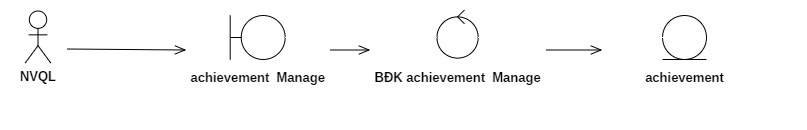 NVQL
achievement Manage
BĐK achievement Manage
achievement